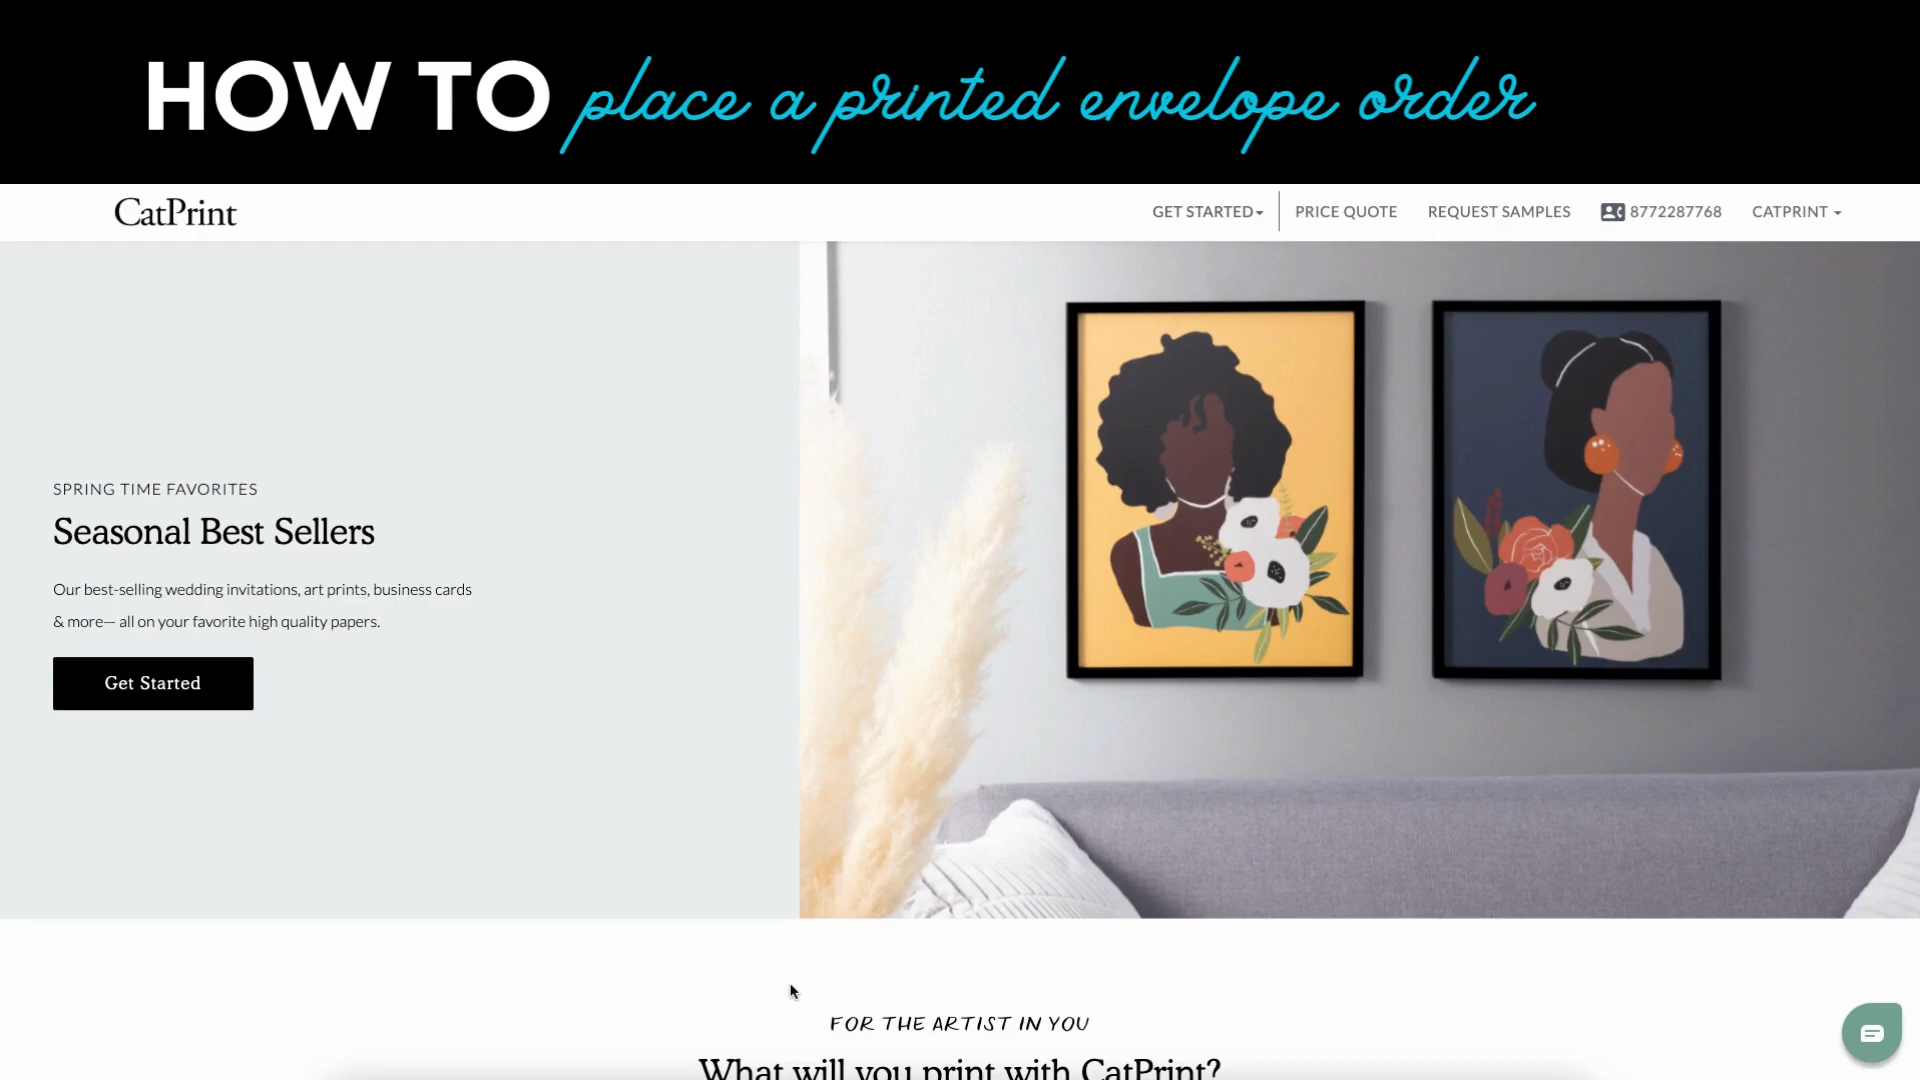 HOW TO place a printed envelope order
CatPrint
GET STARTED
PRICE QUOTE
REQUEST SAMPLES
8772287768
CATPRINT
SPRING TIME FAVORITES
Seasonal Best Sellers
Our best-selling wedding invitations, art prints, business cards
& more— all on your favorite high quality papers.
Get Started
FOR THE ARTIST IN YOU
What will you print with CatPrint?